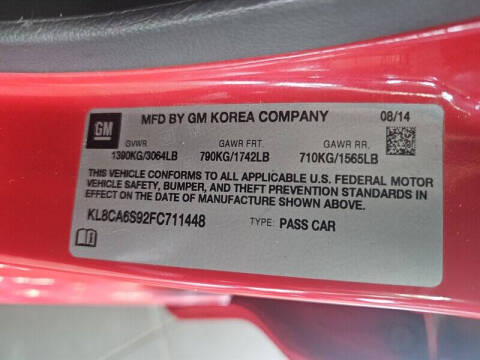 GM
MFD BY GM KOREA COMPANY 08/14
GVWR GAWR FRT. GAWR RR.
1390KG/3064LB 790KG/1742LB 710KG/1565LB
THIS VEHICLE CONFORMS TO ALL APPLICABLE U.S. FEDERAL MOTOR
VEHICLE SAFETY, BUMPER, AND THEFT PREVENTION STANDARDS IN
EFFECT ON THE DATE OF MANUFACTURE SHOWN ABOVE.
KL8CA6S92FC711448 TYPE: PASS CAR